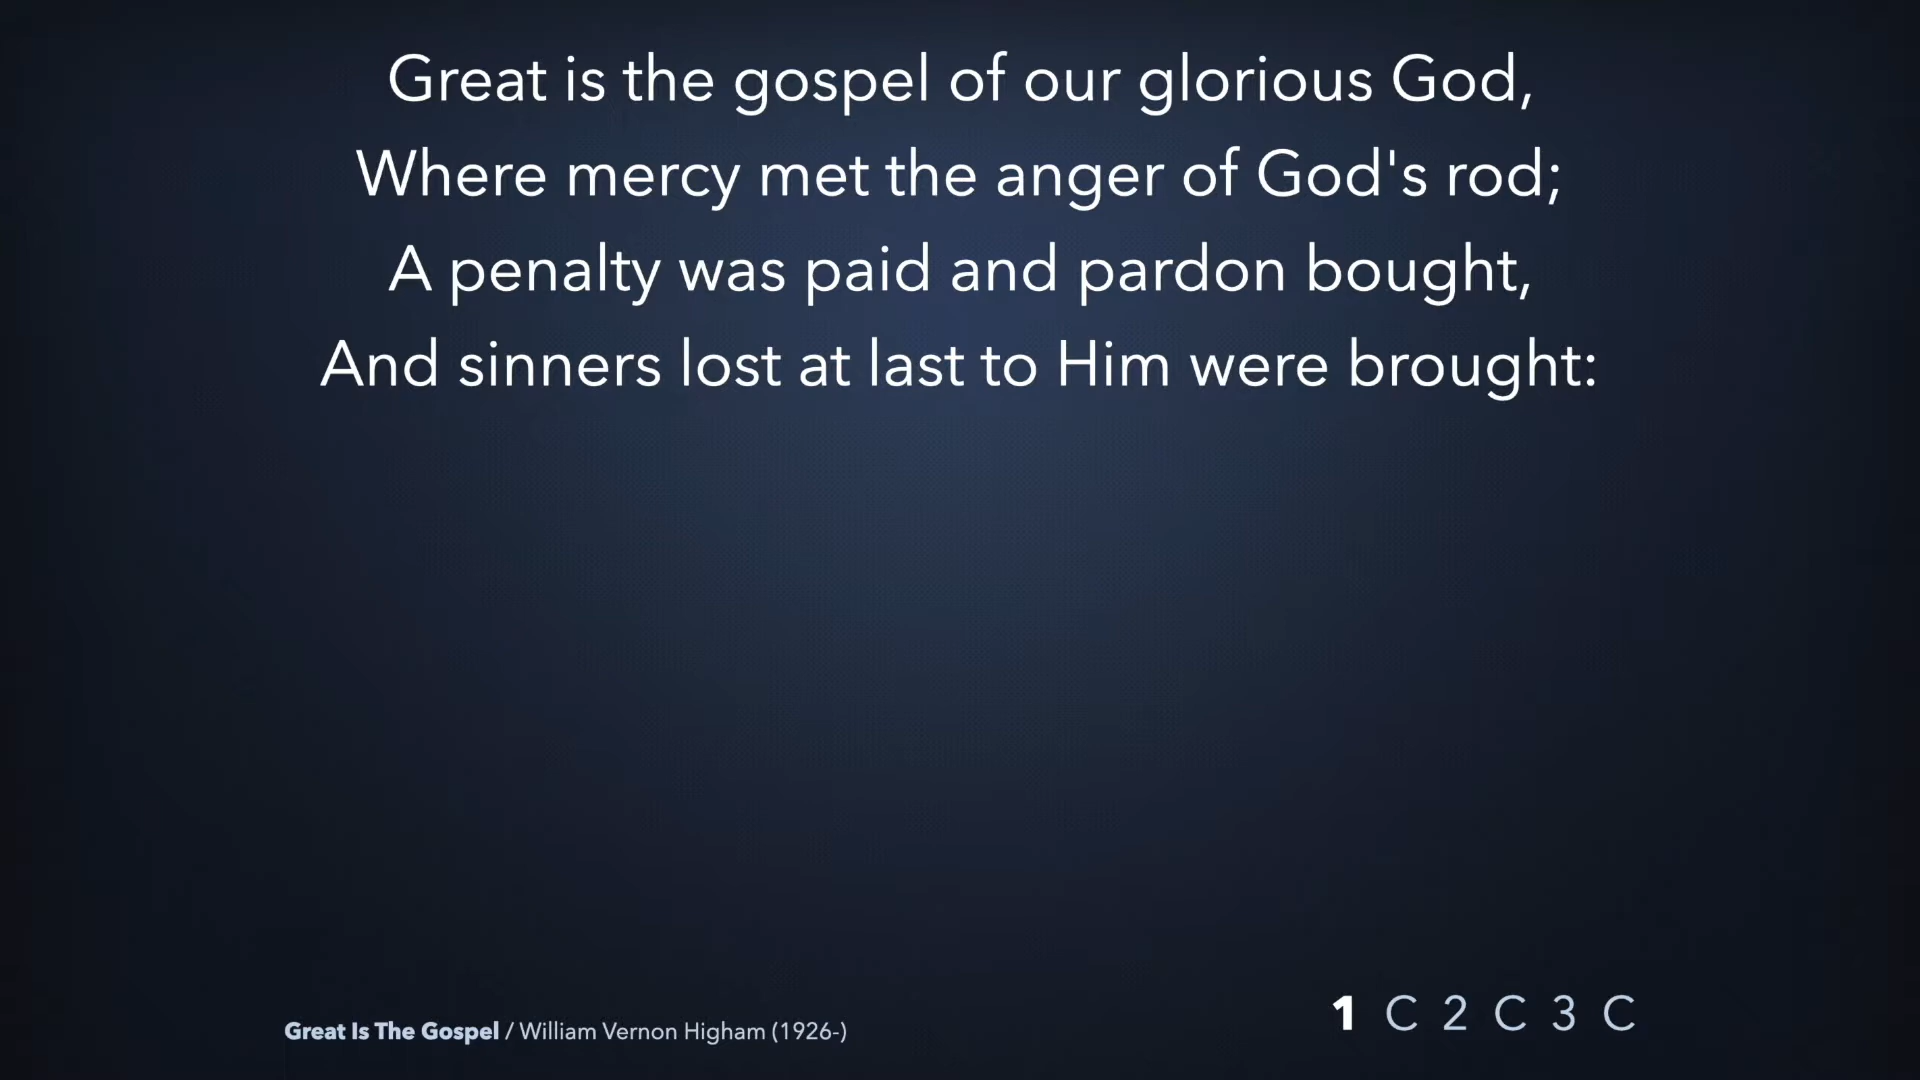 Great is the gospel of our glorious God,
Where mercy met the anger of God's rod;
A penalty was paid and pardon bought,
And sinners lost at last to Him were brought:
Great Is The Gospel / William Vernon Higham (1926-)
1 C 2 C 3 C